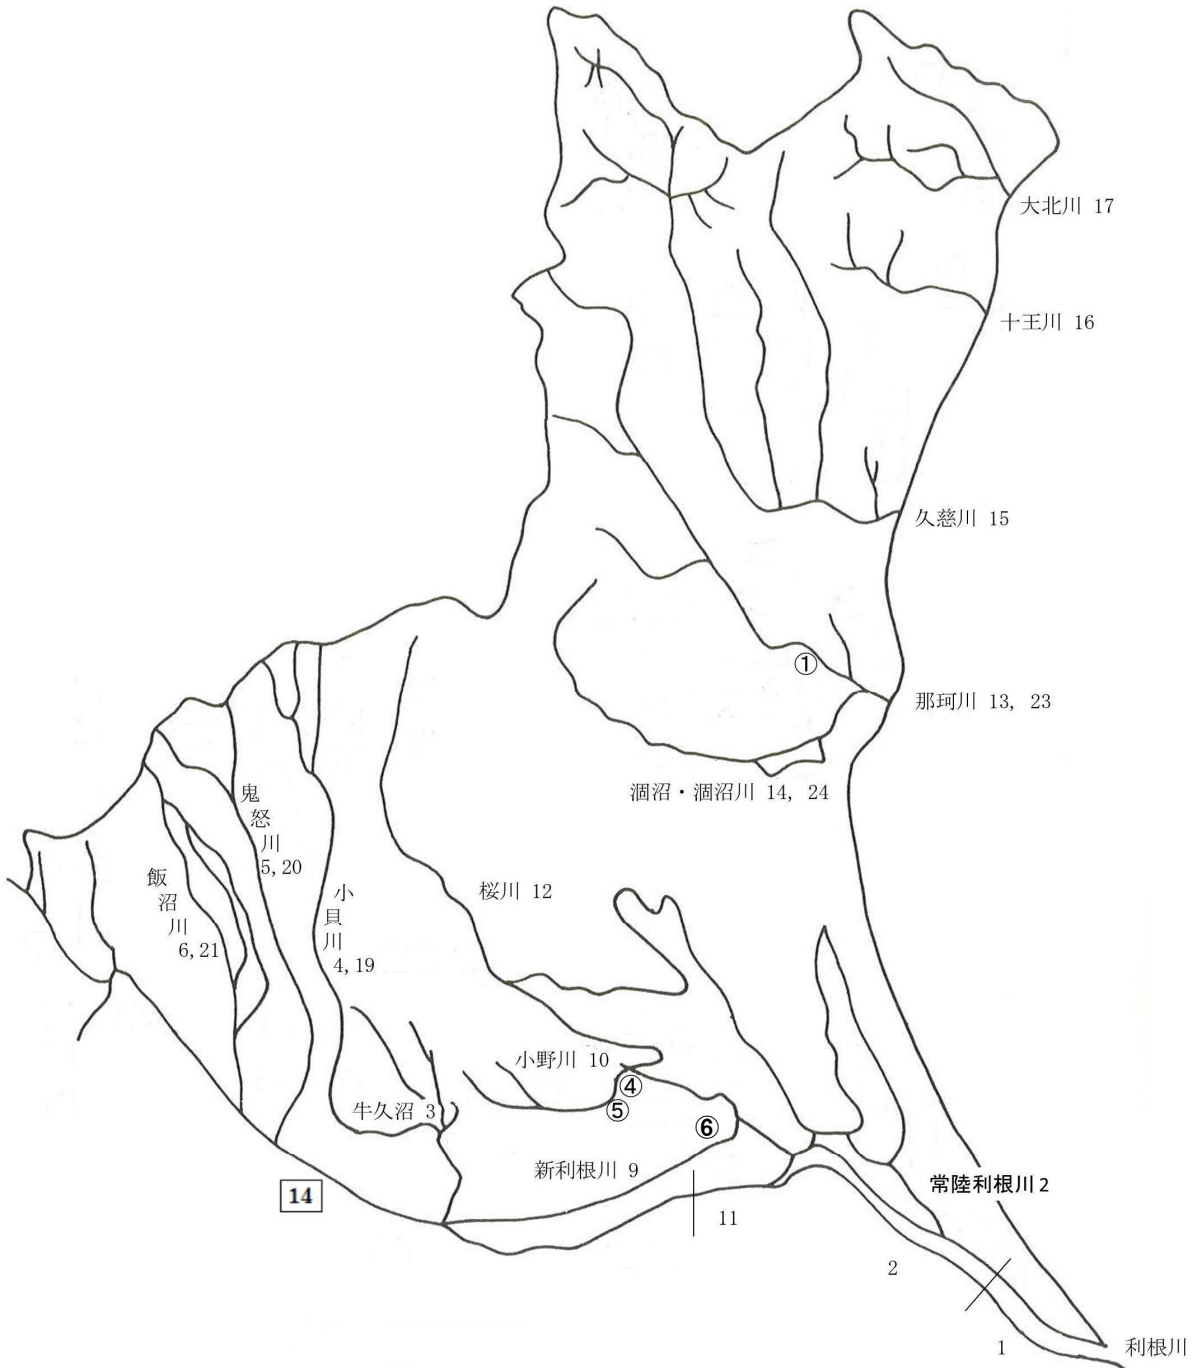 大北川 17
十王川 16
久慈川 15
①
那珂川 13, 23
涸沼・涸沼川 14, 24
鬼怒川
5, 20
飯沼川
6, 21
小貝川
4, 19
桜川 12
小野川 10
④
⑤
牛久沼 3
⑥
新利根川 9
常陸利根川 2
14
11
2
1
利根川